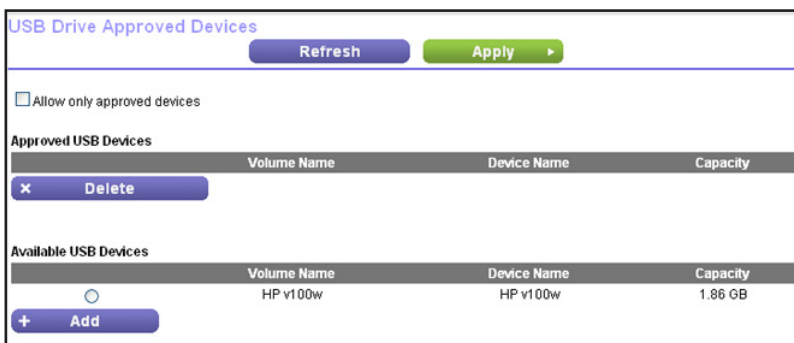 USB Drive Approved Devices
Refresh Apply
Allow only approved devices
Approved USB Devices
Volume Name Device Name Capacity
Delete
Available USB Devices
Volume Name Device Name Capacity
HP v100w HP v100w 1.86 GB
Add